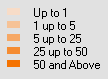 Up to 1
1 up to 5
5 up to 25
25 up to 50
50 and Above